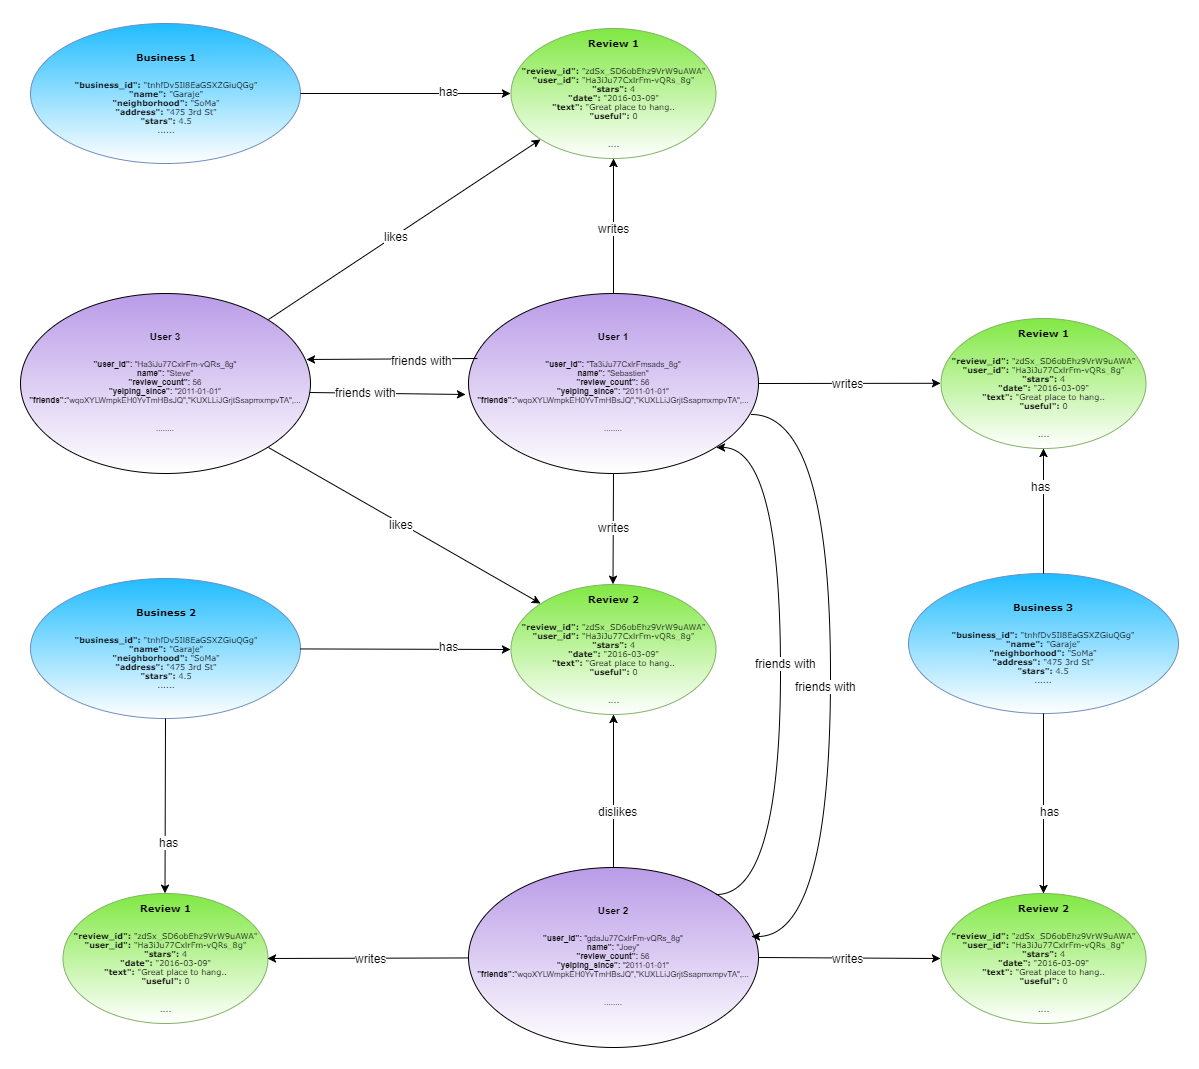 Business 1
"business_id": "tnhfDv5Il8EaGSXZGiuQGg"
"name": "Garaje"
"neighborhood": "SoMa"
"address": "475 3rd St"
"stars": 4.5
......
has
Review 1
"review_id": "zdSx_SD6obEhz9VrW9uAWA"
"user_id": "Ha3iJu77CxlrFm-vQRs_8g"
"stars": 4
"date": "2016-03-09"
"text": "Great place to hang..
"useful": 0
....
likes
writes
User 3
"user_id": "Ha3iJu77CxlrFm-vQRs_8g"
"name": "Steve"
"review_count": 56
"yelping_since": "2011-01-01"
"friends":"wqoXYLWmpkEH0YvTmHBsJQ","KUXLLiJGrjtSsapmxmpvTA",...
........
friends with
friends with
User 1
"user_id": "Ta3iJu77CxlrFmsads_8g"
"name": "Sebastien"
"review_count": 56
"yelping_since": "2011-01-01"
"friends":"wqoXYLWmpkEH0YvTmHBsJQ","KUXLLiJGrjtSsapmxmpvTA",...
........
writes
Review 1
"review_id": "zdSx_SD6obEhz9VrW9uAWA"
"user_id": "Ha3iJu77CxlrFm-vQRs_8g"
"stars": 4
"date": "2016-03-09"
"text": "Great place to hang..
"useful": 0
....
has
likes
writes
Business 2
"business_id": "tnhfDv5Il8EaGSXZGiuQGg"
"name": "Garaje"
"neighborhood": "SoMa"
"address": "475 3rd St"
"stars": 4.5
......
has
Review 2
"review_id": "zdSx_SD6obEhz9VrW9uAWA"
"user_id": "Ha3iJu77CxlrFm-vQRs_8g"
"stars": 4
"date": "2016-03-09"
"text": "Great place to hang..
"useful": 0
....
friends with
friends with
Business 3
"business_id": "tnhfDv5Il8EaGSXZGiuQGg"
"name": "Garaje"
"neighborhood": "SoMa"
"address": "475 3rd St"
"stars": 4.5
......
has
dislikes
has
Review 1
"review_id": "zdSx_SD6obEhz9VrW9uAWA"
"user_id": "Ha3iJu77CxlrFm-vQRs_8g"
"stars": 4
"date": "2016-03-09"
"text": "Great place to hang..
"useful": 0
....
writes
User 2
"user_id": "gdaJu77CxlrFm-vQRs_8g"
"name": "Joey"
"review_count": 56
"yelping_since": "2011-01-01"
"friends":"wqoXYLWmpkEH0YvTmHBsJQ","KUXLLiJGrjtSsapmxmpvTA",...
........
writes
Review 2
"review_id": "zdSx_SD6obEhz9VrW9uAWA"
"user_id": "Ha3iJu77CxlrFm-vQRs_8g"
"stars": 4
"date": "2016-03-09"
"text": "Great place to hang..
"useful": 0
....